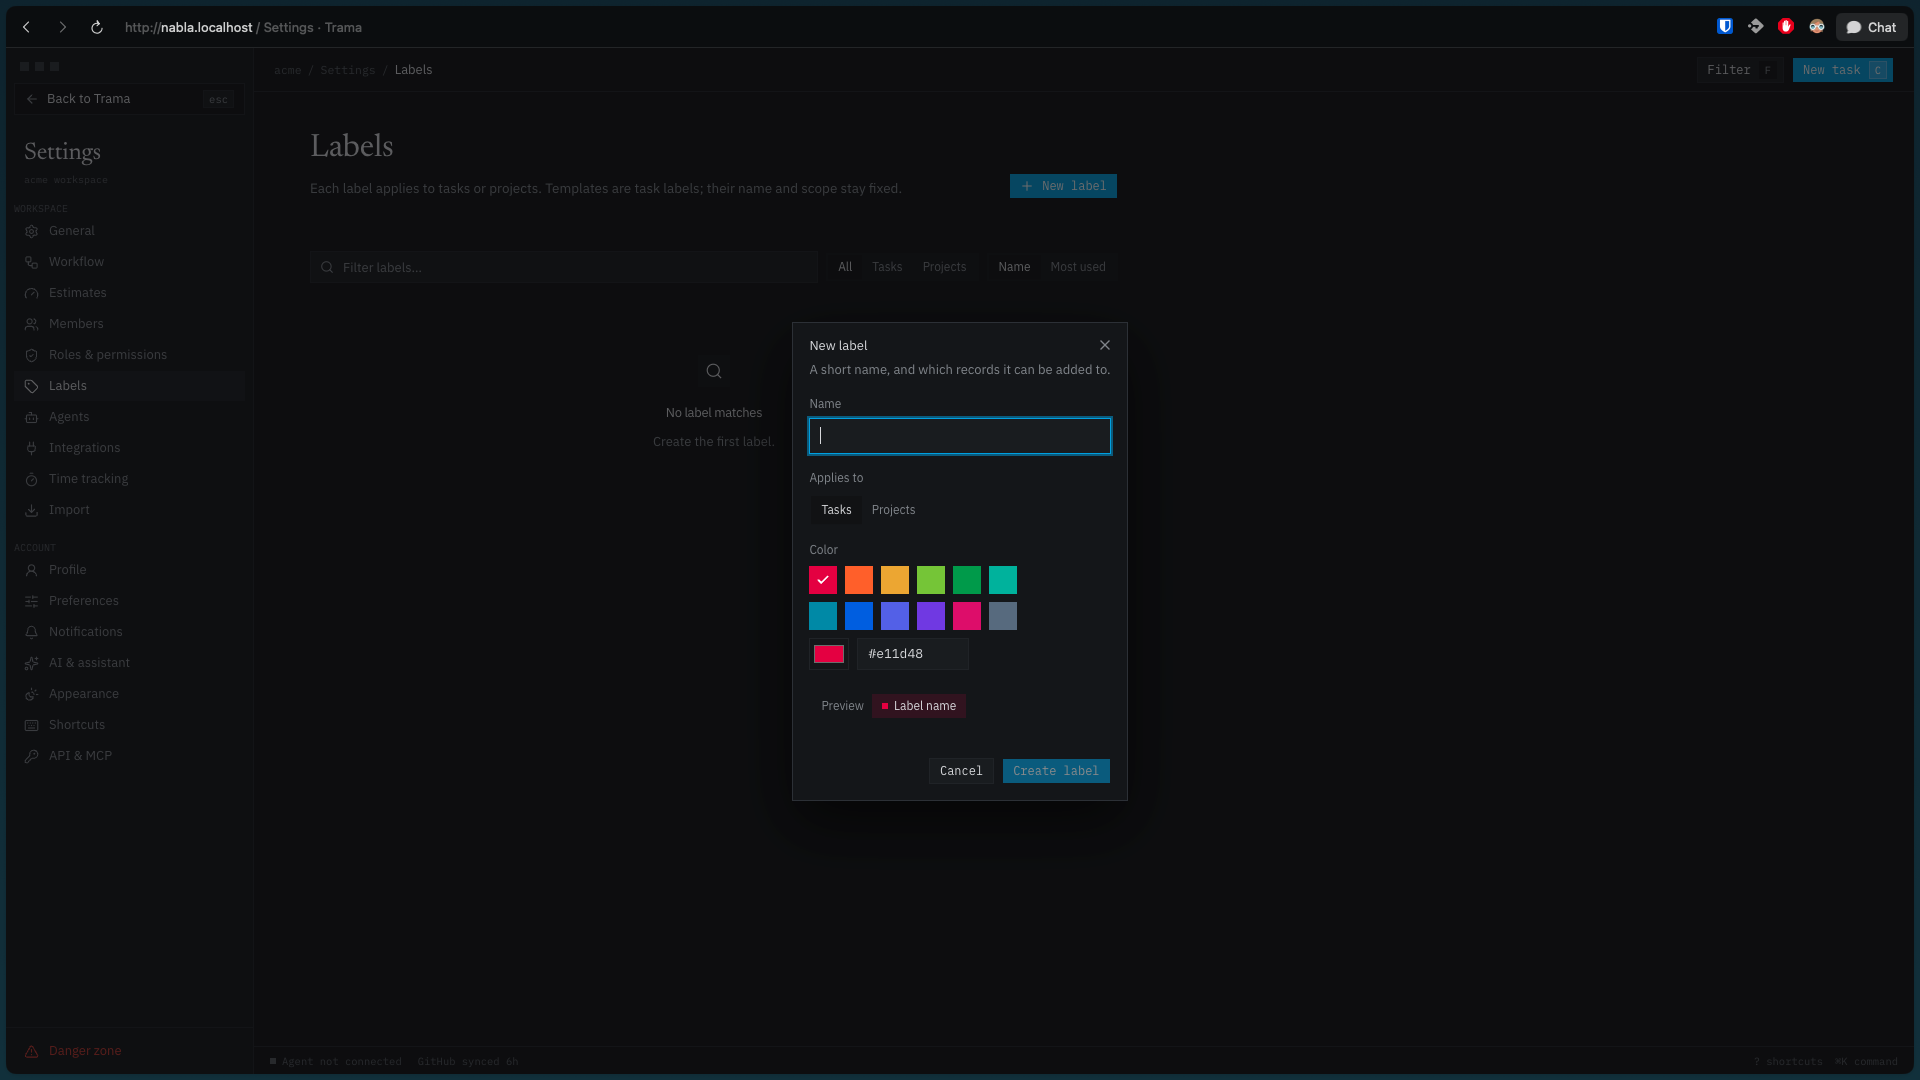 http://nabla.localhost / Settings · Trama
Chat
Back to Trama esc
Settings
acme workspace
WORKSPACE
General
Workflow
Estimates
Members
Roles & permissions
Labels
Agents
Integrations
Time tracking
Import
ACCOUNT
Profile
Preferences
Notifications
AI & assistant
Appearance
Shortcuts
API & MCP
Danger zone
acme / Settings / Labels
Filter F
New task C
Labels
Each label applies to tasks or projects. Templates are task labels; their name and scope stay fixed.
New label
Filter labels...
All Tasks Projects Name Most used
No label matches
Create the first label.
New label
A short name, and which records it can be added to.
Name
Applies to
Tasks Projects
Color
#e11d48
Preview Label name
Cancel Create label
Agent not connected GitHub synced 6h
? shortcuts ⌘K command